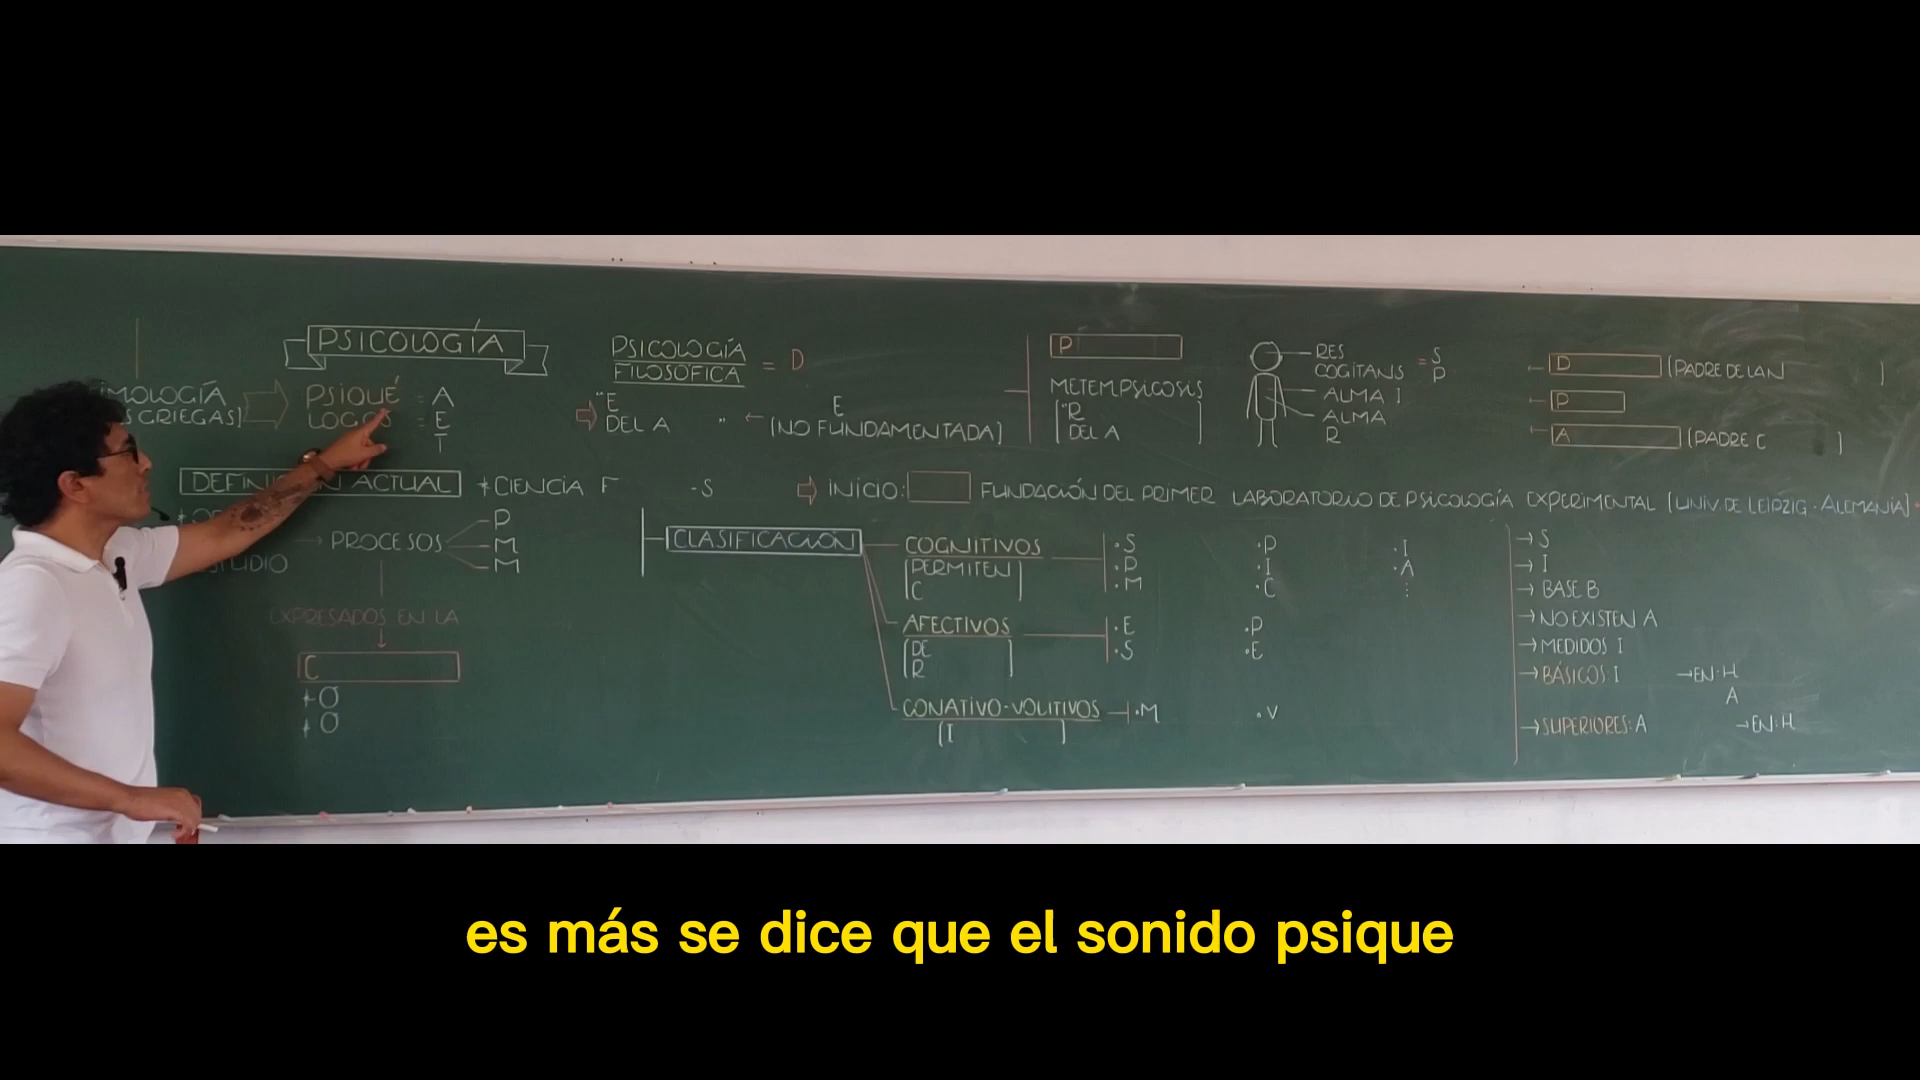 PSICOLOGÍA
IMOLOGÍA
S GRIEGAS]
PSIQUÉ = A
LOGOS = E
T
PSICOLOGÍA
FILOSÓFICA = D
"E
DEL A " ← E
[NO FUNDAMENTADA]
P
METEMPSICOSIS
["R
DEL A ]
RES
COGITANS = S
P
ALMA I
ALMA
R
D (PADRE DE LA N )
P
A (PADRE C )
DEFINICIÓN ACTUAL
*CIENCIA F -S
⇨ INICIO: FUNDACIÓN DEL PRIMER LABORATORIO DE PSICOLOGÍA EXPERIMENTAL [UNIV. DE LEIPZIG - ALEMANIA]
ESTUDIO
→ PROCESOS
P
M
M
EXPRESADOS EN LA
↓
C
+O
+O
CLASIFICACIÓN
COGNITIVOS
[PERMITEN]
[C ]
·S ·P ·I
·P ·I ·A
·M ·C ⋮
AFECTIVOS
[DE
R ]
·E ·P
·S ·E
CONATIVO-VOLITIVOS
[I ]
·M ·V
→ S
→ I
→ BASE B
→ NO EXISTEN A
→ MEDIDOS I
→ BÁSICOS: I → EN: H
A
→ SUPERIORES: A → EN: H
es más se dice que el sonido psique